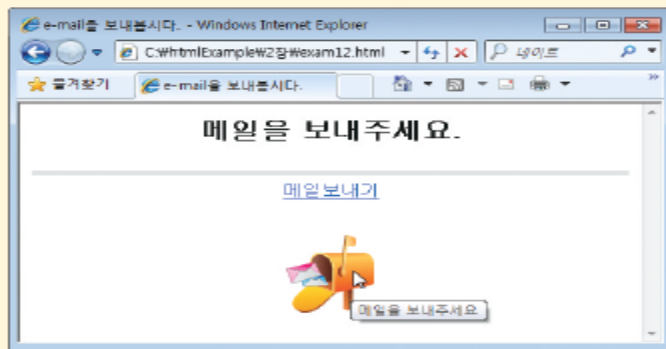 e-mail을 보내봅시다. - Windows Internet Explorer
C:₩htmlExample₩2장₩exam12.html
네이트
즐겨찾기
e-mail을 보내봅시다.
메일을 보내주세요.
메일보내기
메일을 보내주세요